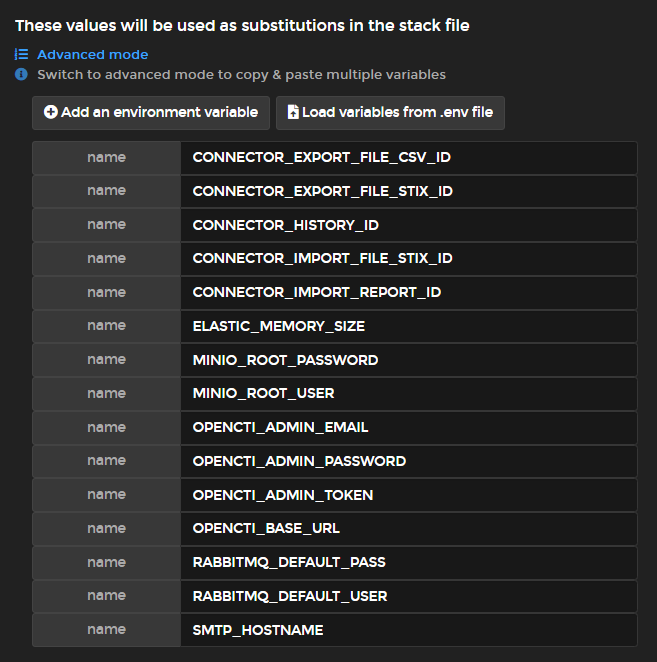 These values will be used as substitutions in the stack file
Advanced mode
Switch to advanced mode to copy & paste multiple variables
Add an environment variable Load variables from .env file
name CONNECTOR_EXPORT_FILE_CSV_ID
name CONNECTOR_EXPORT_FILE_STIX_ID
name CONNECTOR_HISTORY_ID
name CONNECTOR_IMPORT_FILE_STIX_ID
name CONNECTOR_IMPORT_REPORT_ID
name ELASTIC_MEMORY_SIZE
name MINIO_ROOT_PASSWORD
name MINIO_ROOT_USER
name OPENCTI_ADMIN_EMAIL
name OPENCTI_ADMIN_PASSWORD
name OPENCTI_ADMIN_TOKEN
name OPENCTI_BASE_URL
name RABBITMQ_DEFAULT_PASS
name RABBITMQ_DEFAULT_USER
name SMTP_HOSTNAME